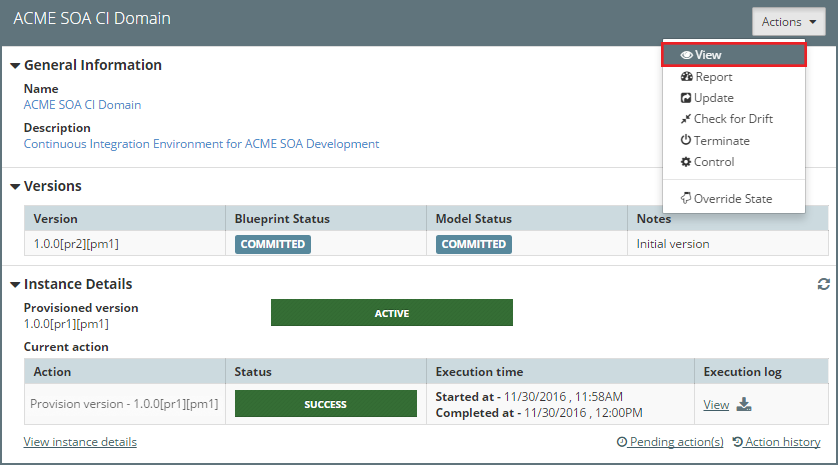 ACME SOA CI Domain
Actions
View
Report
Update
Check for Drift
Terminate
Control
Override State
General Information
Name
ACME SOA CI Domain
Description
Continuous Integration Environment for ACME SOA Development
Versions
Version Blueprint Status Model Status Notes
1.0.0[pr2][pm1] COMMITTED COMMITTED Initial version
Instance Details
Provisioned version
1.0.0[pr1][pm1]
ACTIVE
Current action
Action Status Execution time Execution log
Provision version - 1.0.0[pr1][pm1] SUCCESS Started at - 11/30/2016 , 11:58AM View
Completed at - 11/30/2016 , 12:00PM
View instance details Pending action(s) Action history